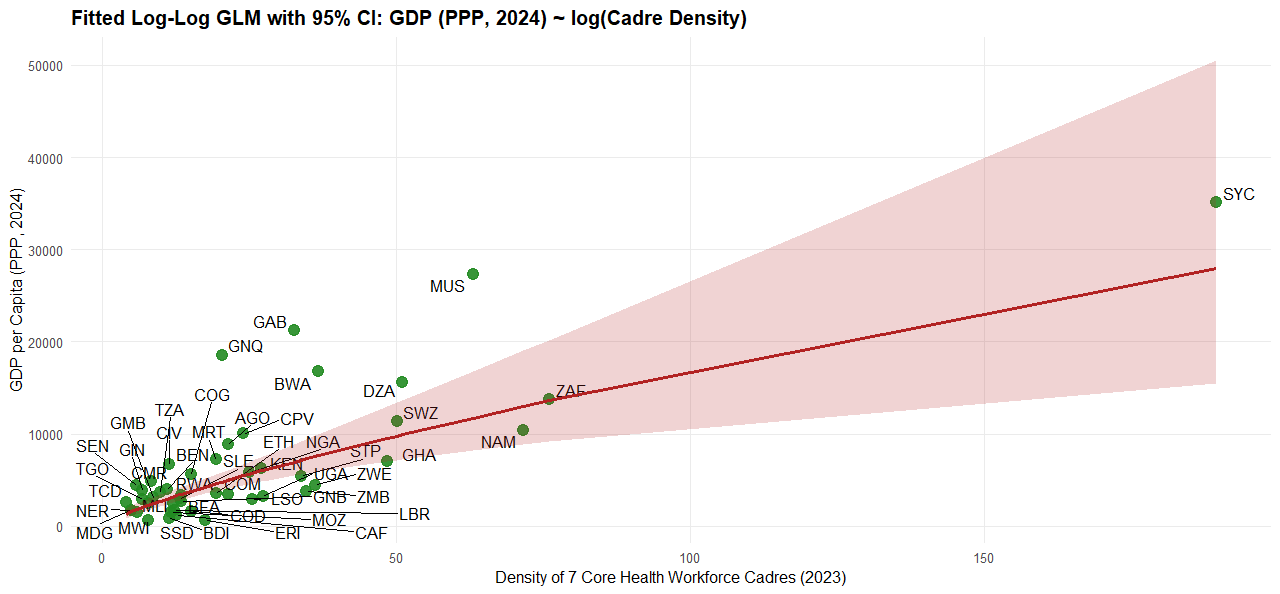 Fitted Log-Log GLM with 95% CI: GDP (PPP, 2024) ~ log(Cadre Density)
GDP per Capita (PPP, 2024)
50000
40000
30000
20000
10000
0
SYC
MUS
GAB
GNQ
BWA
DZA
ZAF
COG
TZA
SWZ
GMB
AGO
CPV
CIV
MRT
ETH
NGA
NAM
SEN
GIN
BEN
STP
GHA
TGO
CMR
SLE
KEN
UGA
ZWE
TCD
RWA
COM
LSO
GNB
ZMB
NER
MLI
BFA
COD
MOZ
LBR
MDG
MWI
SSD
BDI
ERI
CAF
0
50
100
150
Density of 7 Core Health Workforce Cadres (2023)